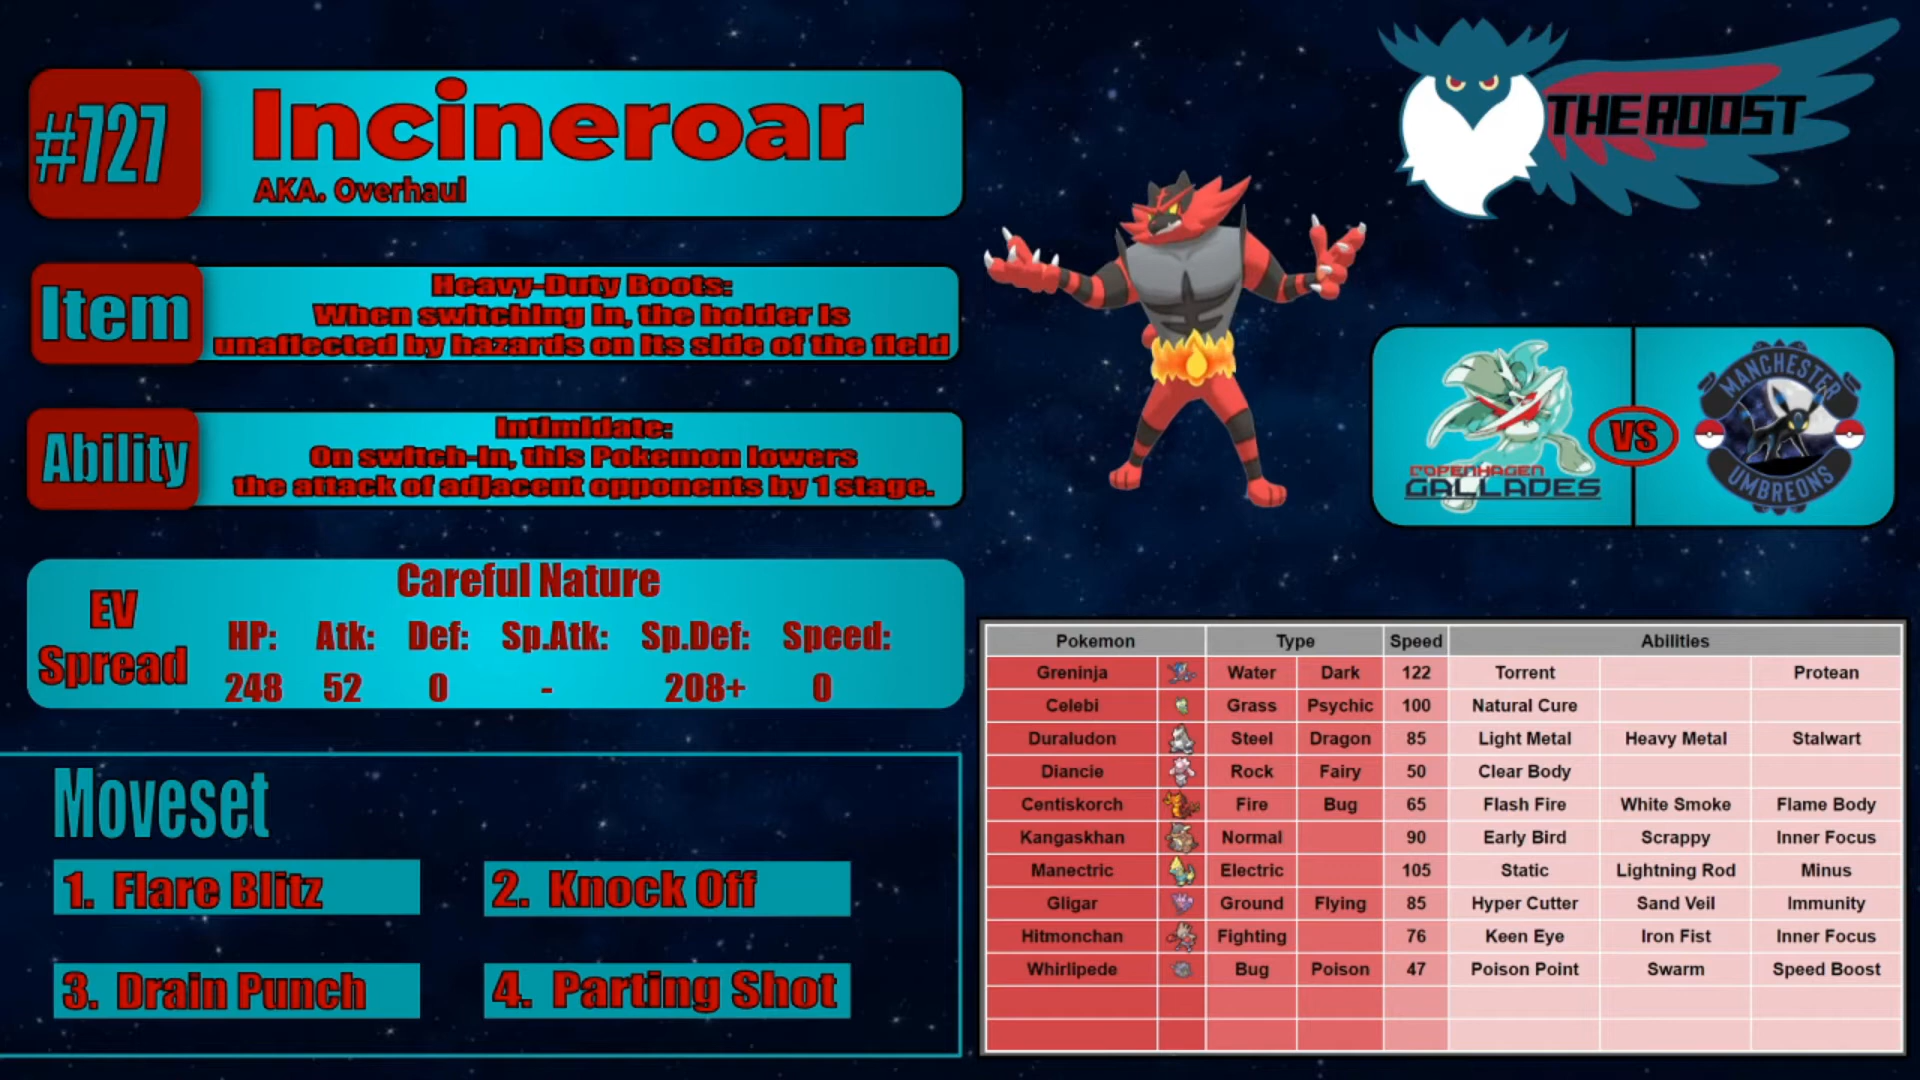 #727
Incineroar
AKA. Overhaul
THE ROOST
Item
Heavy-Duty Boots:
When switching in, the holder is
unaffected by hazards on its side of the field
Ability
Intimidate:
On switch-in, this Pokemon lowers
the attack of adjacent opponents by 1 stage.
COPENHAGEN
GALLADES
VS
MANCHESTER
UMBREONS
EV
Spread
Careful Nature
HP: Atk: Def: Sp.Atk: Sp.Def: Speed:
248 52 0 - 208+ 0
Moveset
1. Flare Blitz
2. Knock Off
3. Drain Punch
4. Parting Shot
Pokemon Type Speed Abilities
Greninja Water Dark 122 Torrent Protean
Celebi Grass Psychic 100 Natural Cure
Duraludon Steel Dragon 85 Light Metal Heavy Metal Stalwart
Diancie Rock Fairy 50 Clear Body
Centiskorch Fire Bug 65 Flash Fire White Smoke Flame Body
Kangaskhan Normal 90 Early Bird Scrappy Inner Focus
Manectric Electric 105 Static Lightning Rod Minus
Gligar Ground Flying 85 Hyper Cutter Sand Veil Immunity
Hitmonchan Fighting 76 Keen Eye Iron Fist Inner Focus
Whirlipede Bug Poison 47 Poison Point Swarm Speed Boost